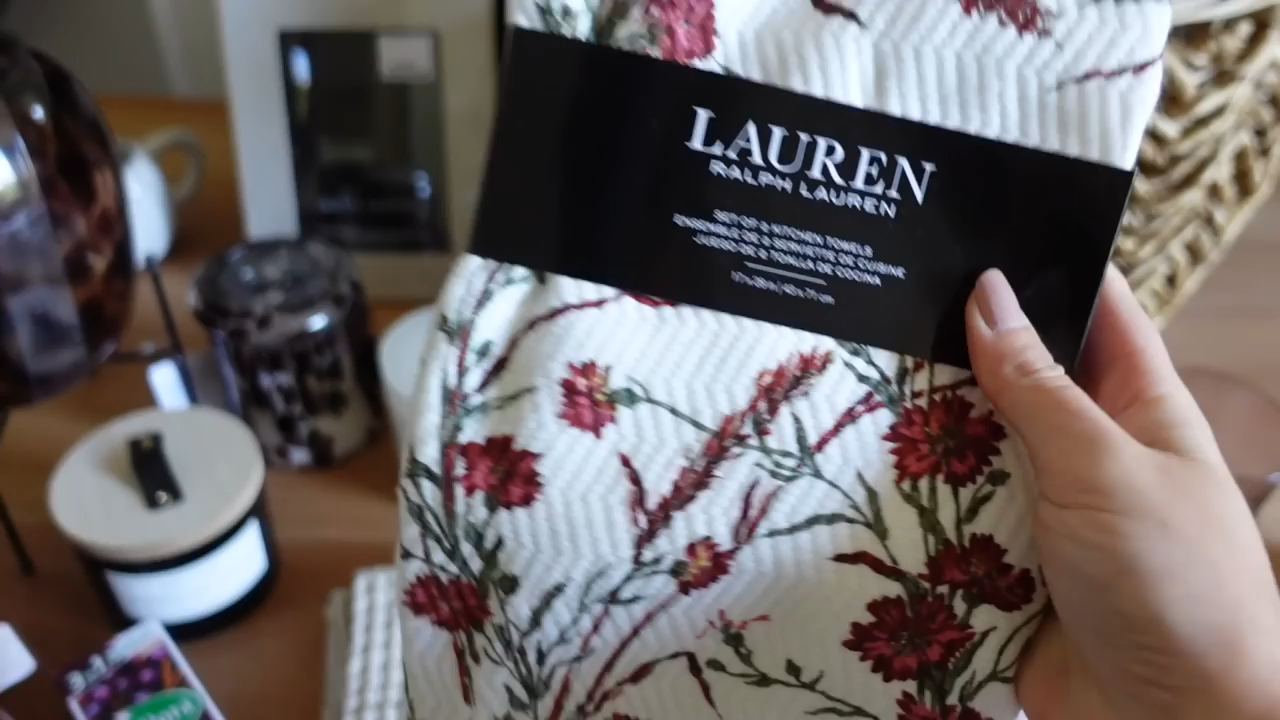 LAUREN
RALPH LAUREN
SET OF 2 KITCHEN TOWELS
ENSEMBLE DE 2 SERVIETTE DE CUISINE
JUEGO DE 2 TOALLA DE COCINA